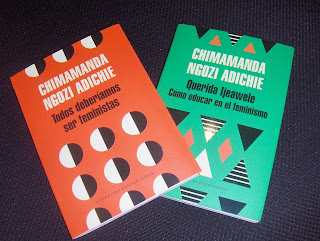 CHIMAMANDA
NGOZI ADICHIE
Todos deberíamos
ser feministas
CHIMAMANDA
NGOZI ADICHIE
Querida Ijeawele
Cómo educar en el feminismo